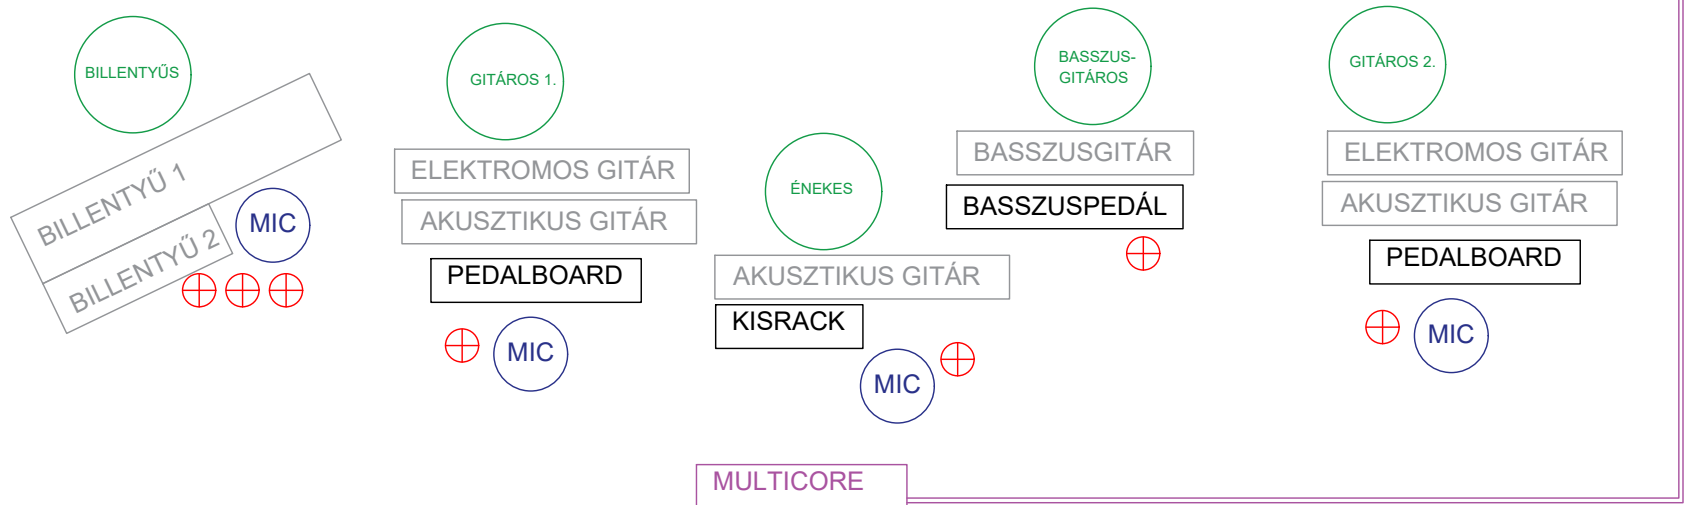 BILLENTYŰS
BILLENTYŰ 1
BILLENTYŰ 2
MIC
GITÁROS 1.
ELEKTROMOS GITÁR
AKUSZTIKUS GITÁR
PEDALBOARD
MIC
ÉNEKES
AKUSZTIKUS GITÁR
KISRACK
MIC
BASSZUS-
GITÁROS
BASSZUSGITÁR
BASSZUSPEDÁL
GITÁROS 2.
ELEKTROMOS GITÁR
AKUSZTIKUS GITÁR
PEDALBOARD
MIC
MULTICORE